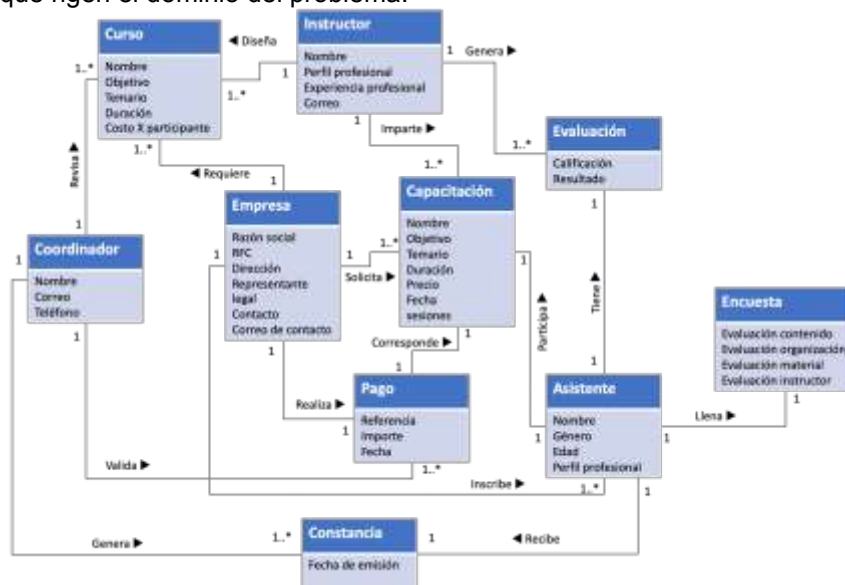 que rigen el dominio del problema.
Curso
Nombre
Objetivo
Temario
Duración
Costo X participante
◄ Diseña
1..*
1
Instructor
Nombre
Perfil profesional
Experiencia profesional
Correo
1
Genera ►
1..*
Evaluación
Calificación
Resultado
1
1..*
Revisa ►
1
1..*
◄ Requiere
1
1
Imparte ►
1..*
Empresa
Razón social
RFC
Dirección
Representante
legal
Contacto
Correo de contacto
1
1
1..*
Solicita ►
Capacitación
Nombre
Objetivo
Temario
Duración
Precio
Fecha
sesiones
1
Participa ►
1
Tiene ►
1
1
Coordinador
Nombre
Correo
Teléfono
1
Encuesta
Evaluación contenido
Evaluación organización
Evaluación material
Evaluación instructor
1
Corresponde ►
1
1
1
Realiza ►
1
Pago
Referencia
Importe
Fecha
1..*
Asistente
Nombre
Género
Edad
Perfil profesional
1
Llena ►
1..*
1
Valida ►
Inscribe ►
Genera ►
1..*
Constancia
Fecha de emisión
1
◄ Recibe